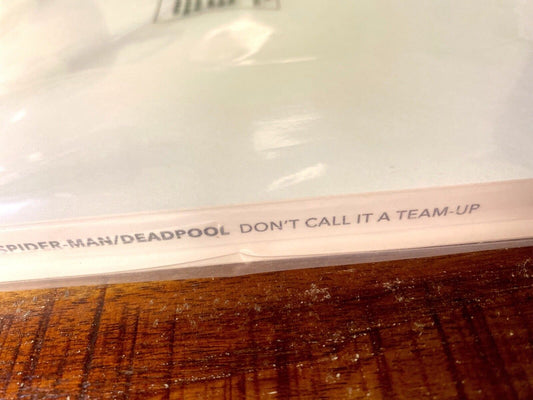 SPIDER-MAN/DEADPOOL DON'T CALL IT A TEAM-UP